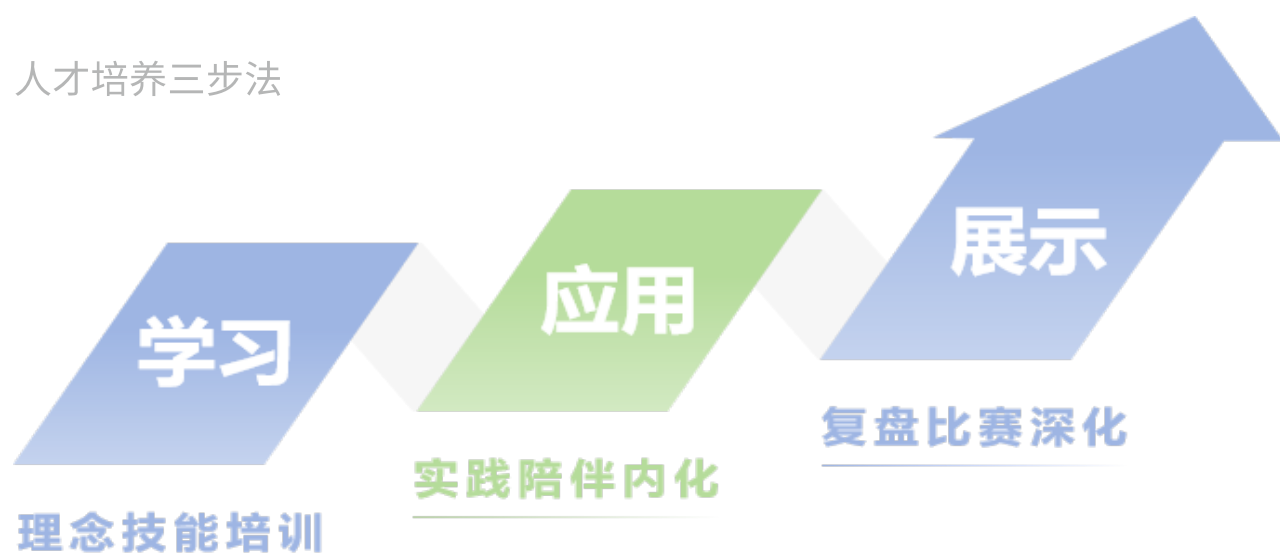 人才培养三步法
学习
理念技能培训
应用
实践陪伴内化
展示
复盘比赛深化